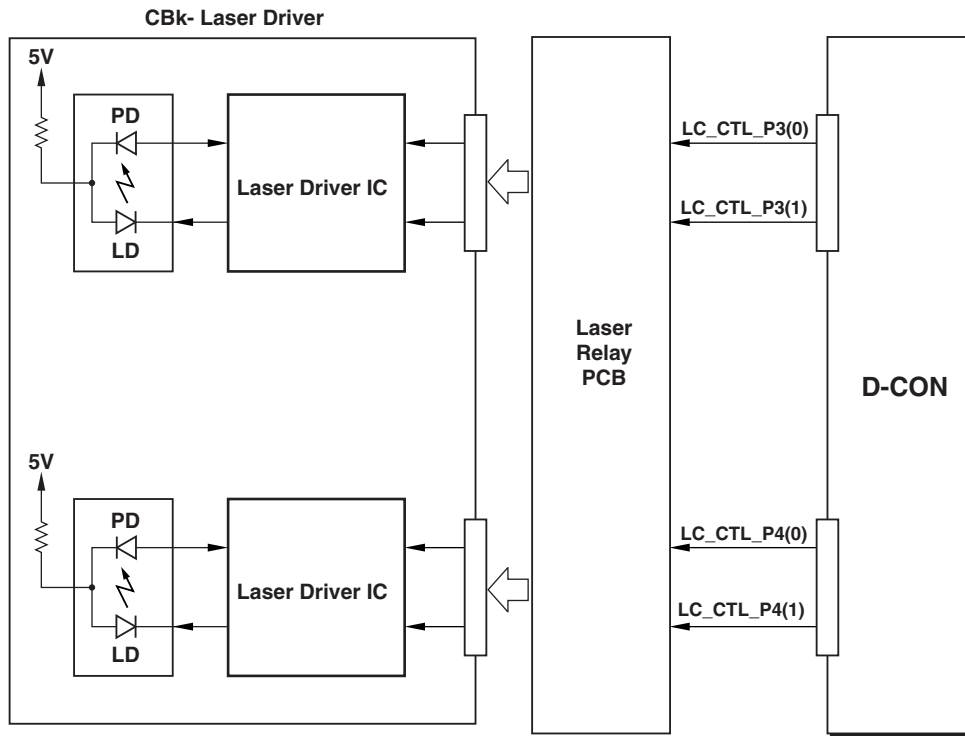 CBk- Laser Driver
5V
PD
Laser Driver IC
LD
LC_CTL_P3(0)
LC_CTL_P3(1)
Laser
Relay
PCB
D-CON
5V
PD
Laser Driver IC
LD
LC_CTL_P4(0)
LC_CTL_P4(1)